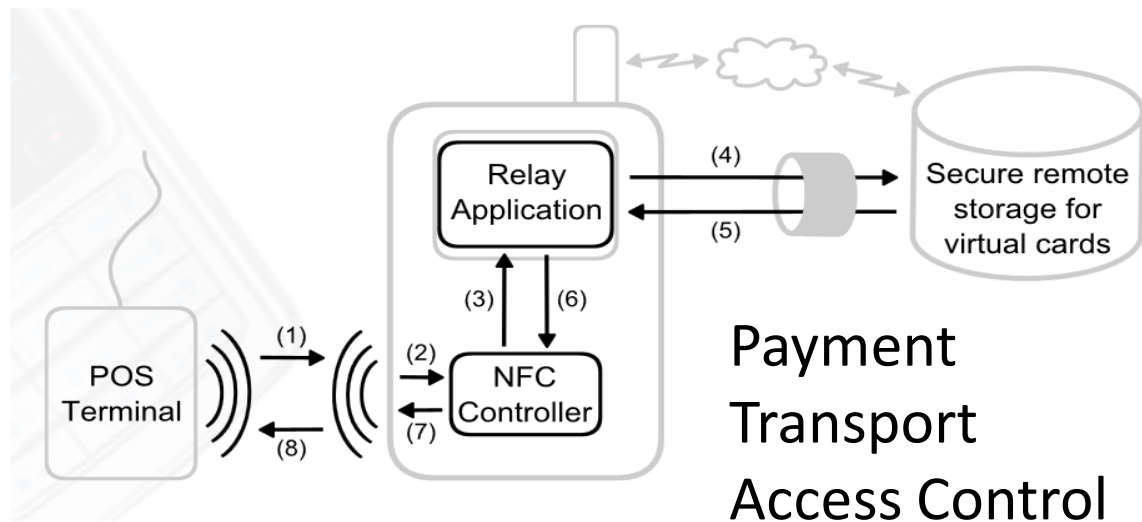 Relay
Application
(4)
(5)
Secure remote
storage for
virtual cards
(3)
(6)
POS
Terminal
(1)
(8)
(2)
(7)
NFC
Controller
Payment
Transport
Access Control